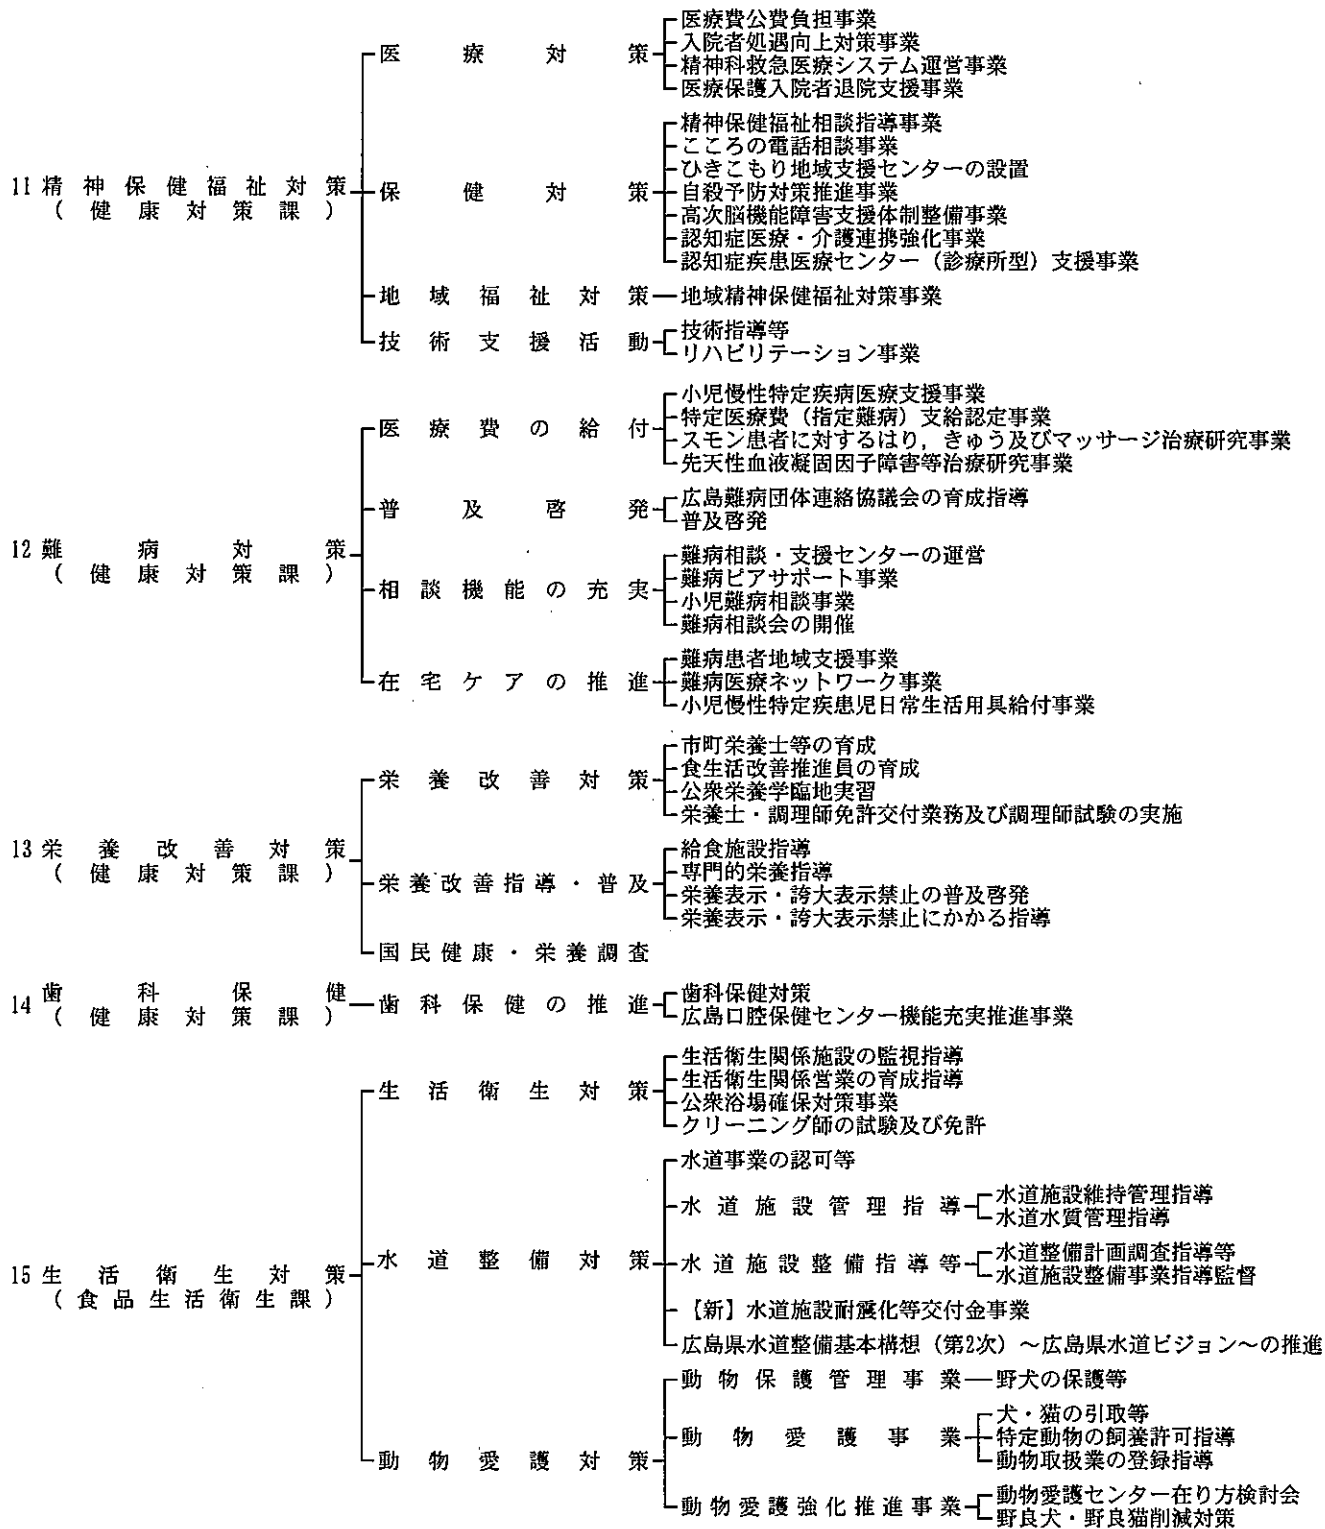 11 精神保健福祉対策
（健康対策課）
医療対策
医療費公費負担事業
入院者処遇向上対策事業
精神科救急医療システム運営事業
医療保護入院者退院支援事業
保健対策
精神保健福祉相談指導事業
こころの電話相談事業
ひきこもり地域支援センターの設置
自殺予防対策推進事業
高次脳機能障害支援体制整備事業
認知症医療・介護連携強化事業
認知症疾患医療センター（診療所型）支援事業
地域福祉対策
地域精神保健福祉対策事業
技術支援活動
技術指導等
リハビリテーション事業
12 難病対策
（健康対策課）
医療費の給付
小児慢性特定疾病医療支援事業
特定医療費（指定難病）支給認定事業
スモン患者に対するはり，きゅう及びマッサージ治療研究事業
先天性血液凝固因子障害等治療研究事業
普及啓発
広島難病団体連絡協議会の育成指導
普及啓発
相談機能の充実
難病相談・支援センターの運営
難病ピアサポート事業
小児難病相談事業
難病相談会の開催
在宅ケアの推進
難病患者地域支援事業
難病医療ネットワーク事業
小児慢性特定疾患児日常生活用具給付事業
13 栄養改善対策
（健康対策課）
栄養改善対策
市町栄養士等の育成
食生活改善推進員の育成
公衆栄養学臨地実習
栄養士・調理師免許交付業務及び調理師試験の実施
栄養改善指導・普及
給食施設指導
専門的栄養指導
栄養表示・誇大表示禁止の普及啓発
栄養表示・誇大表示禁止にかかる指導
国民健康・栄養調査
14 歯科保健
（健康対策課）
歯科保健の推進
歯科保健対策
広島口腔保健センター機能充実推進事業
15 生活衛生対策
（食品生活衛生課）
生活衛生対策
生活衛生関係施設の監視指導
生活衛生関係営業の育成指導
公衆浴場確保対策事業
クリーニング師の試験及び免許
水道整備対策
水道事業の認可等
水道施設管理指導
水道施設維持管理指導
水道水質管理指導
水道施設整備指導等
水道整備計画調査指導等
水道施設整備事業指導監督
【新】水道施設耐震化等交付金事業
広島県水道整備基本構想（第2次）～広島県水道ビジョン～の推進
動物愛護対策
動物保護管理事業
野犬の保護等
動物愛護事業
犬・猫の引取等
特定動物の飼養許可指導
動物取扱業の登録指導
動物愛護強化推進事業
動物愛護センター在り方検討会
野良犬・野良猫削減対策